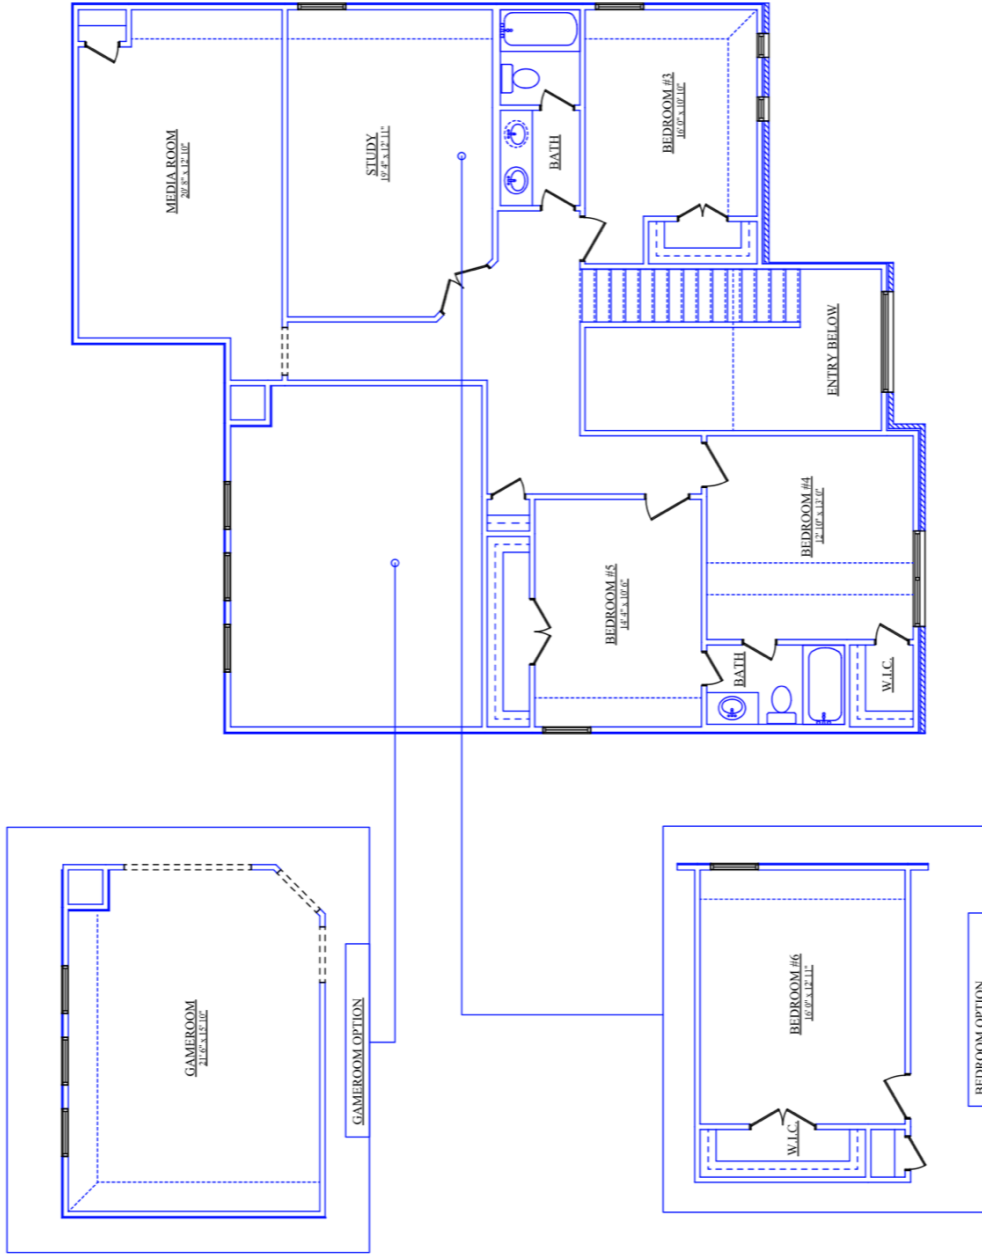 MEDIA ROOM
20' 8" x 12' 10"
STUDY
19' 4" x 12' 11"
BATH
BEDROOM #3
16' 0" x 10' 10"
ENTRY BELOW
BEDROOM #4
12' 10" x 13' 0"
BEDROOM #5
14' 4" x 10' 6"
BATH
W.I.C.
GAMEROOM
21' 6" x 15' 10"
GAMEROOM OPTION
BEDROOM #6
16' 0" x 12' 11"
W.I.C.
BEDROOM OPTION